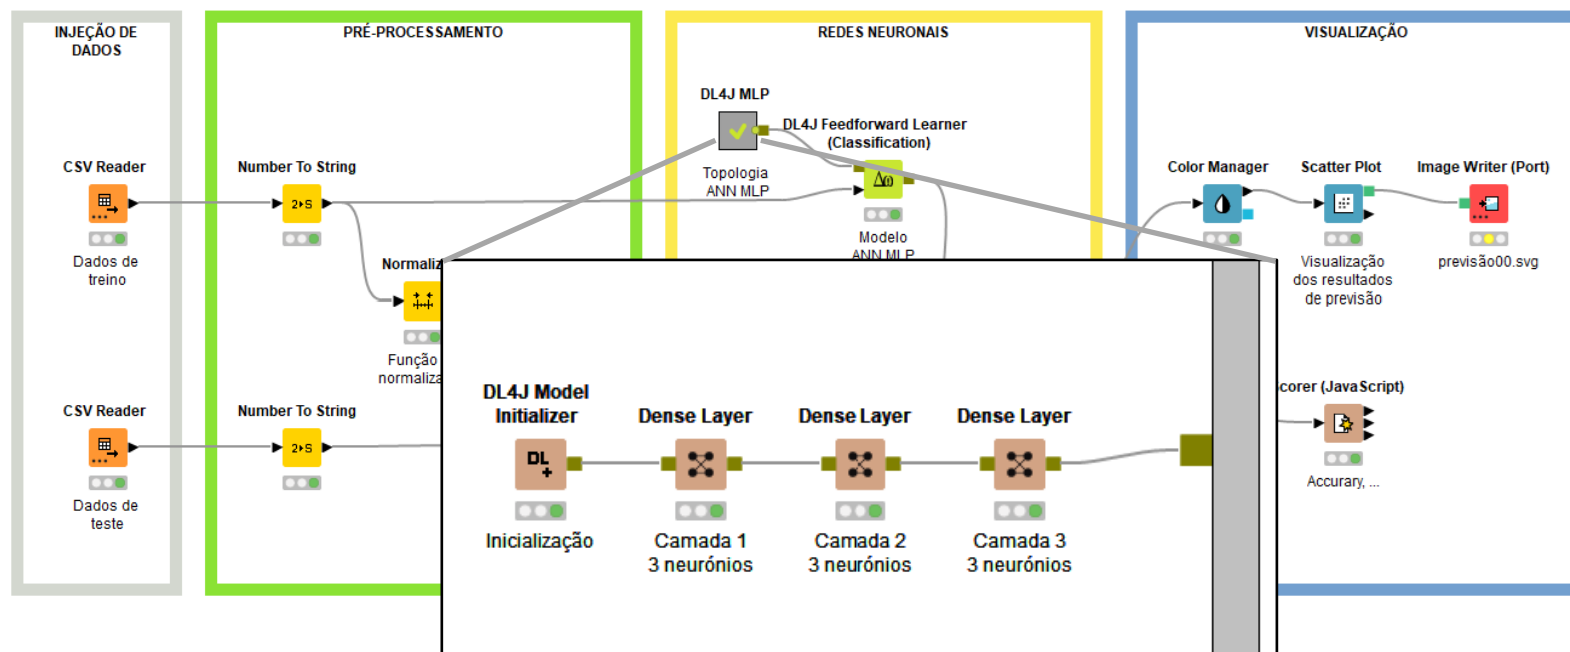 INJEÇÃO DE
DADOS
PRÉ-PROCESSAMENTO
REDES NEURONAIS
VISUALIZAÇÃO
DL4J MLP
DL4J Feedforward Learner
(Classification)
Topologia
ANN MLP
Modelo
ANN MLP
CSV Reader
Dados de
treino
Number To String
2▸S
Color Manager
Scatter Plot
Visualização
dos resultados
de previsão
Image Writer (Port)
previsão00.svg
Normaliz
Função
normaliza
CSV Reader
Dados de
teste
Number To String
2▸S
DL4J Model
Initializer
DL
+
Inicialização
Dense Layer
Camada 1
3 neurónios
Dense Layer
Camada 2
3 neurónios
Dense Layer
Camada 3
3 neurónios
corer (JavaScript)
Accurary, ...